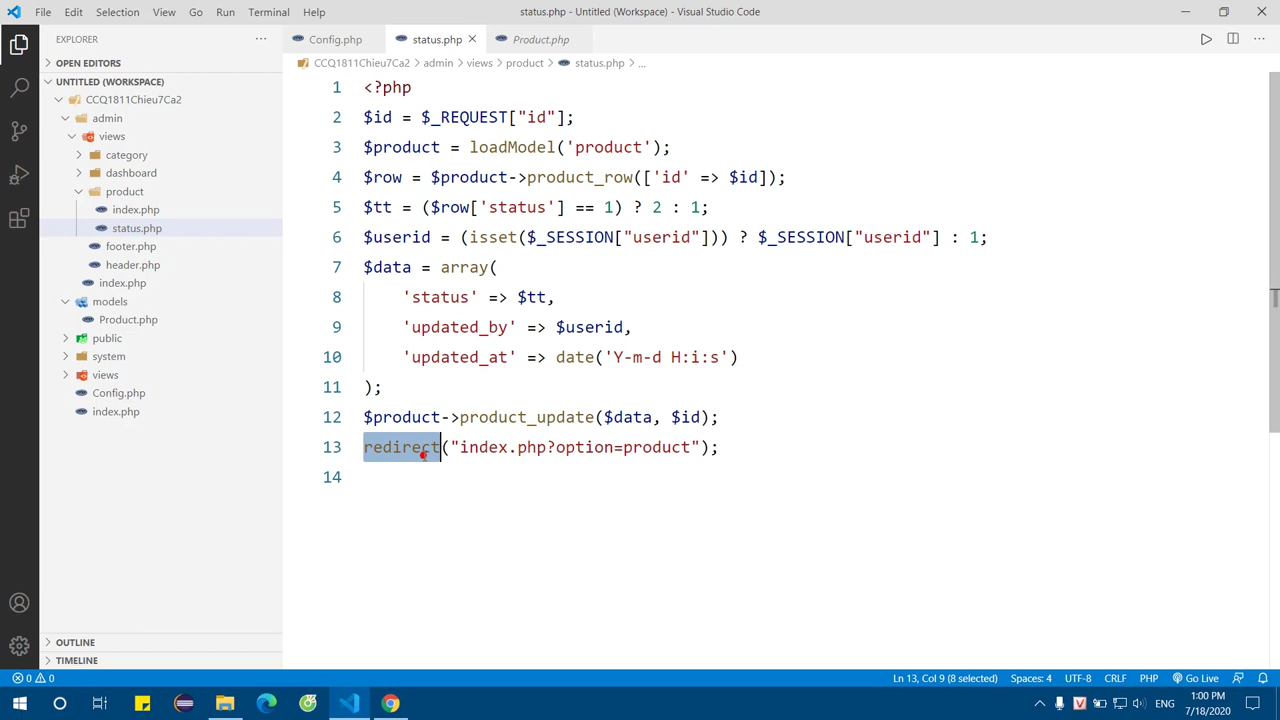 File Edit Selection View Go Run Terminal Help
status.php - Untitled (Workspace) - Visual Studio Code
EXPLORER
Config.php
status.php
Product.php
OPEN EDITORS
CCQ1811Chieu7Ca2 > admin > views > product > status.php > ...
UNTITLED (WORKSPACE)
CCQ1811Chieu7Ca2
admin
views
category
dashboard
product
index.php
status.php
footer.php
header.php
index.php
models
Product.php
public
system
views
Config.php
index.php
1 <?php
2 $id = $_REQUEST["id"];
3 $product = loadModel('product');
4 $row = $product->product_row(['id' => $id]);
5 $tt = ($row['status'] == 1) ? 2 : 1;
6 $userid = (isset($_SESSION["userid"])) ? $_SESSION["userid"] : 1;
7 $data = array(
8 'status' => $tt,
9 'updated_by' => $userid,
10 'updated_at' => date('Y-m-d H:i:s')
11 );
12 $product->product_update($data, $id);
13 redirect("index.php?option=product");
14
OUTLINE
TIMELINE
0 0
Ln 13, Col 9 (8 selected) Spaces: 4 UTF-8 CRLF PHP Go Live
ENG
1:00 PM
7/18/2020